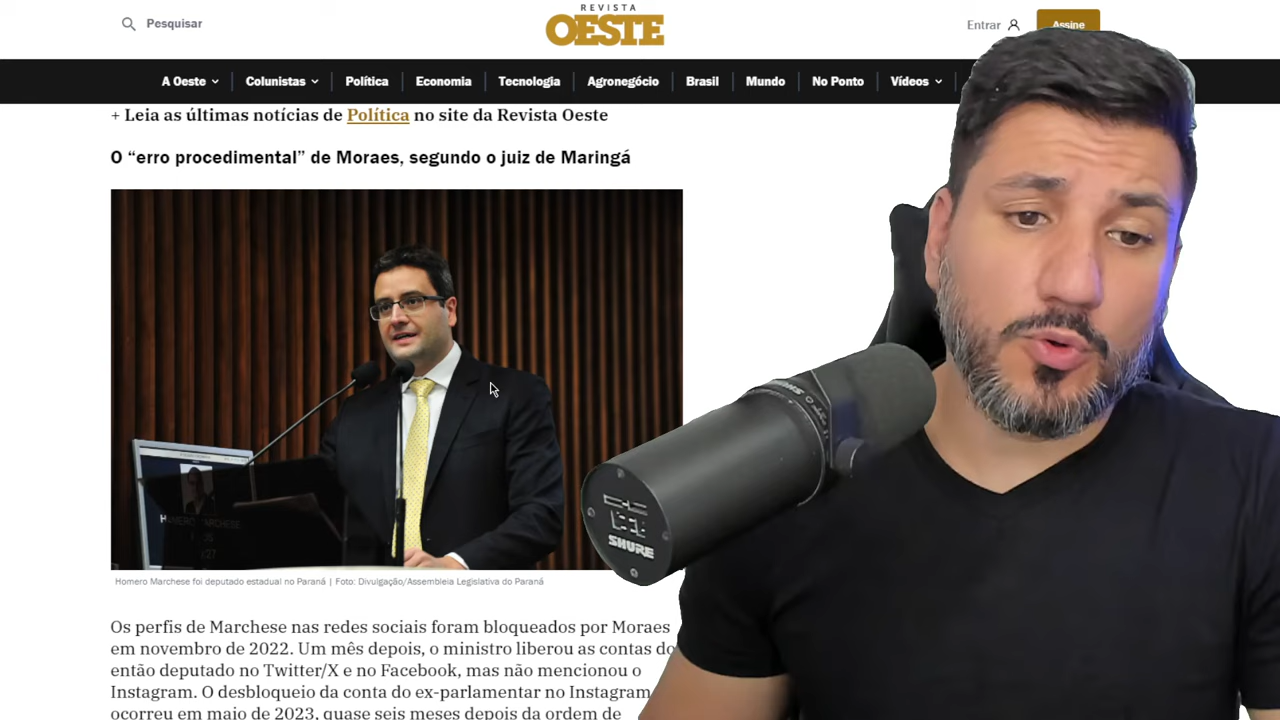 REVISTA
OESTE
Pesquisar
Entrar
Assine
A Oeste
Colunistas
Política
Economia
Tecnologia
Agronegócio
Brasil
Mundo
No Ponto
Vídeos
+ Leia as últimas notícias de Política no site da Revista Oeste
O “erro procedimental” de Moraes, segundo o juiz de Maringá
SHURE
Homero Marchese foi deputado estadual no Paraná | Foto: Divulgação/Assembleia Legislativa do Paraná
Os perfis de Marchese nas redes sociais foram bloqueados por Moraes
em novembro de 2022. Um mês depois, o ministro liberou as contas do
então deputado no Twitter/X e no Facebook, mas não mencionou o
Instagram. O desbloqueio da conta do ex-parlamentar no Instagram
ocorreu em maio de 2023, quase seis meses depois da ordem de